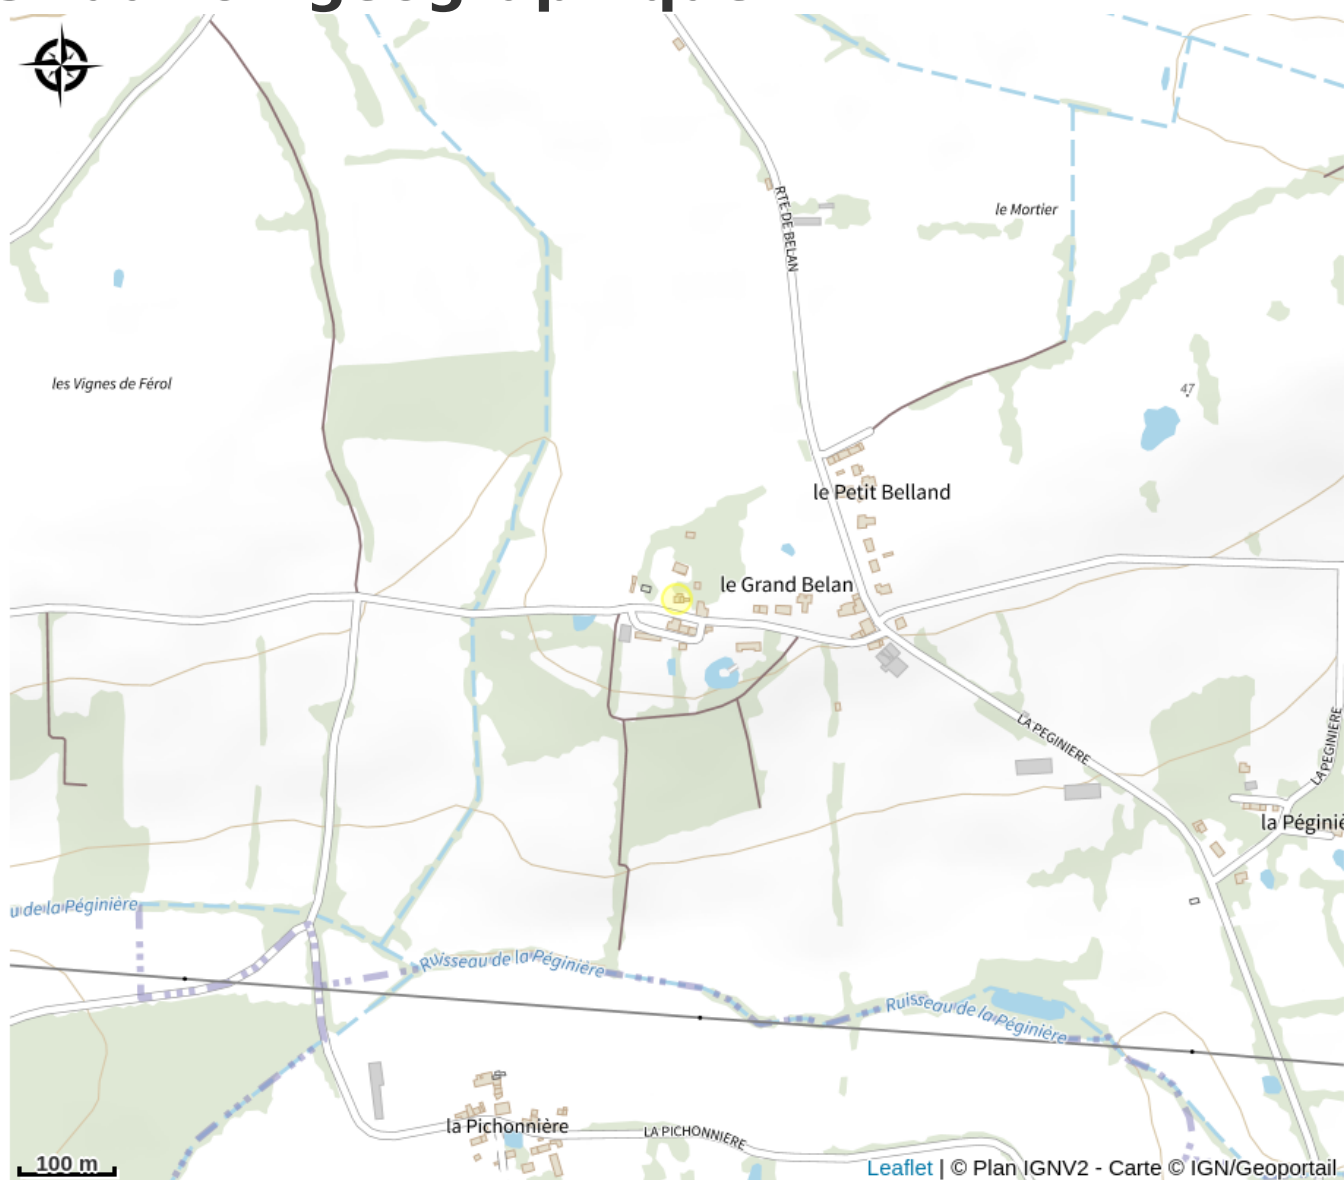 RTE DE BELAN
le Mortier
les Vignes de Férol
47
le Petit Belland
le Grand Belan
LA PEGINIERE
LA PEGINIERE
la Péginiè
u de la Péginière
Ruisseau de la Péginière
Ruisseau de la Péginière
la Pichonnière
LA PICHONNIERE
100 m
Leaflet | © Plan IGNV2 - Carte © IGN/Geoportail